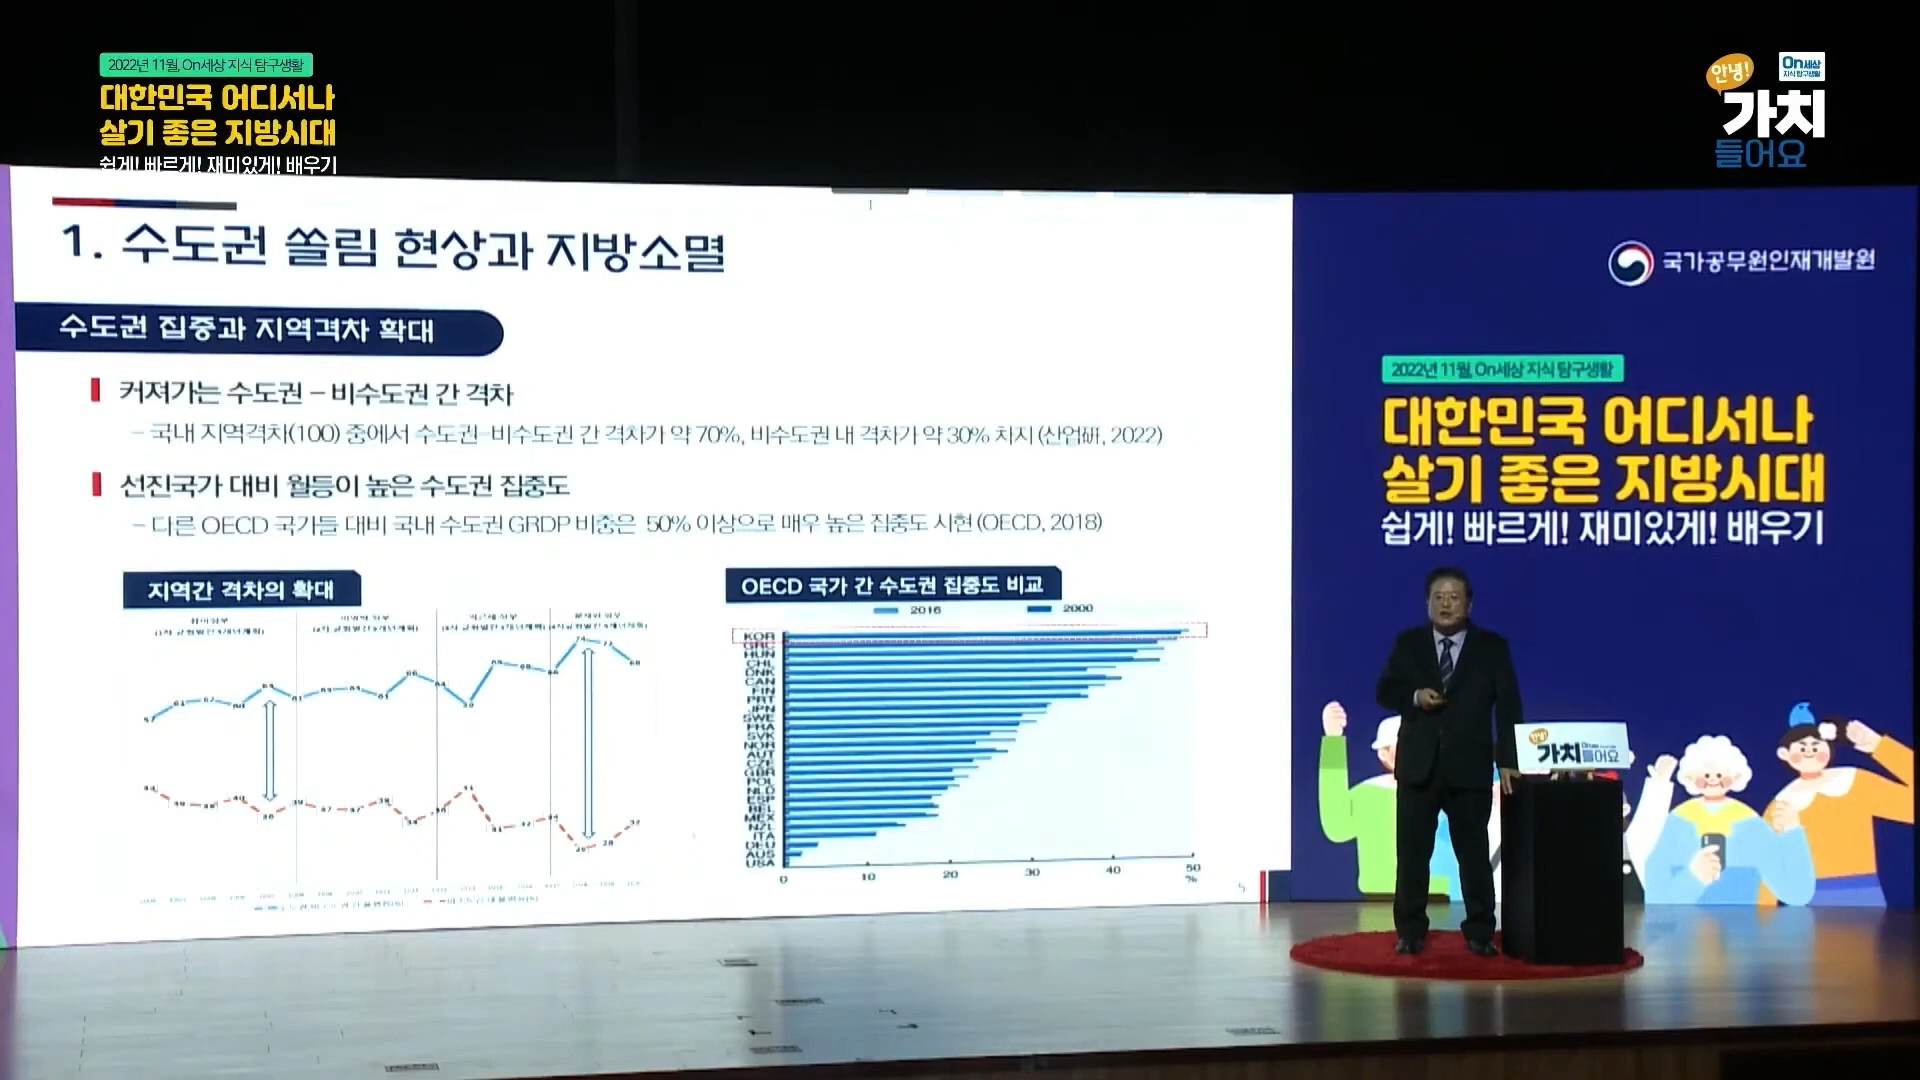 2022년 11월, On세상 지식 탐구생활
대한민국 어디서나
살기 좋은 지방시대
쉽게! 빠르게! 재미있게! 배우기
안녕!
On세상
지식 탐구생활
가치
들어요
1. 수도권 쏠림 현상과 지방소멸
수도권 집중과 지역격차 확대
커져가는 수도권 – 비수도권 간 격차
– 국내 지역격차(100) 중에서 수도권-비수도권 간 격차가 약 70%, 비수도권 내 격차가 약 30% 차지 (산업硏, 2022)
선진국가 대비 월등이 높은 수도권 집중도
– 다른 OECD 국가들 대비 국내 수도권 GRDP 비중은 50% 이상으로 매우 높은 집중도 시현 (OECD, 2018)
지역간 격차의 확대
OECD 국가 간 수도권 집중도 비교
2016
2000
KOR
GRC
HUN
CHL
DNK
CAN
FIN
PRT
JPN
SWE
FRA
SVK
NOR
AUT
CZE
GBR
POL
NLD
ESP
BEL
MEX
NZL
ITA
DEU
AUS
USA
0 10 20 30 40 50
%
5
국가공무원인재개발원
2022년 11월, On세상 지식 탐구생활
대한민국 어디서나
살기 좋은 지방시대
쉽게! 빠르게! 재미있게! 배우기
안녕!
가치들어요